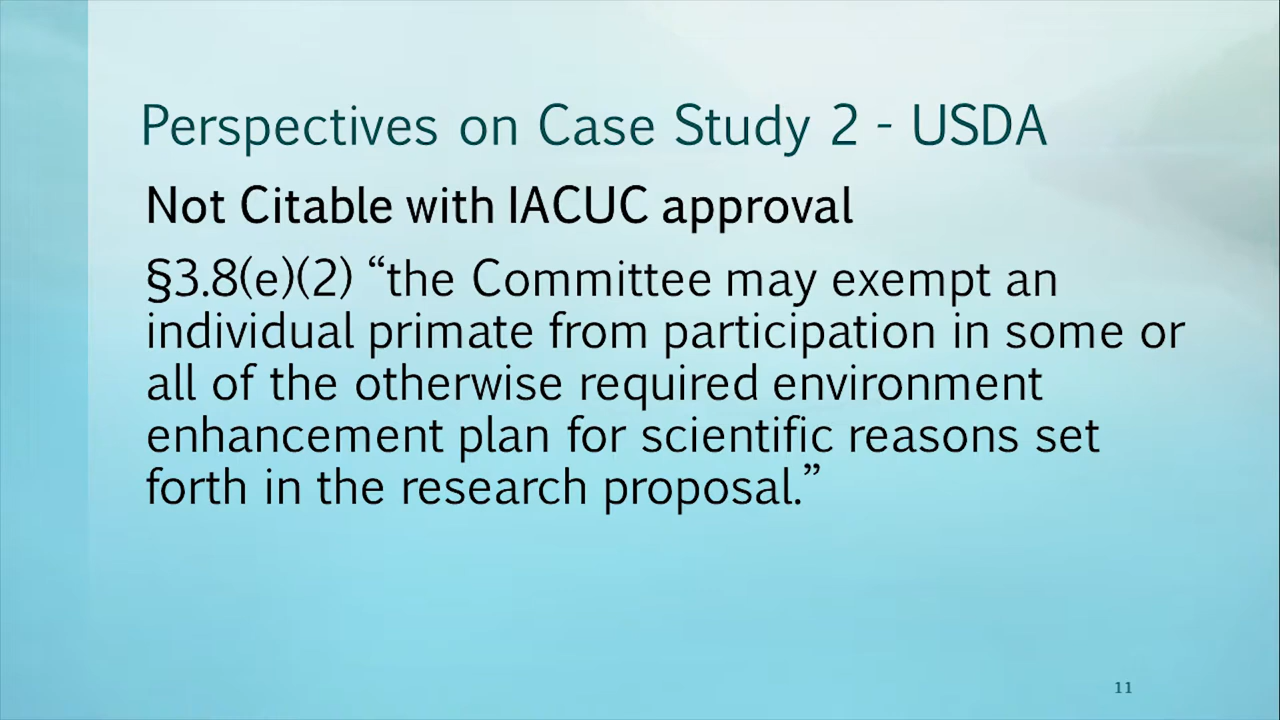 Perspectives on Case Study 2 - USDA
Not Citable with IACUC approval
§3.8(e)(2) “the Committee may exempt an
individual primate from participation in some or
all of the otherwise required environment
enhancement plan for scientific reasons set
forth in the research proposal.”
11